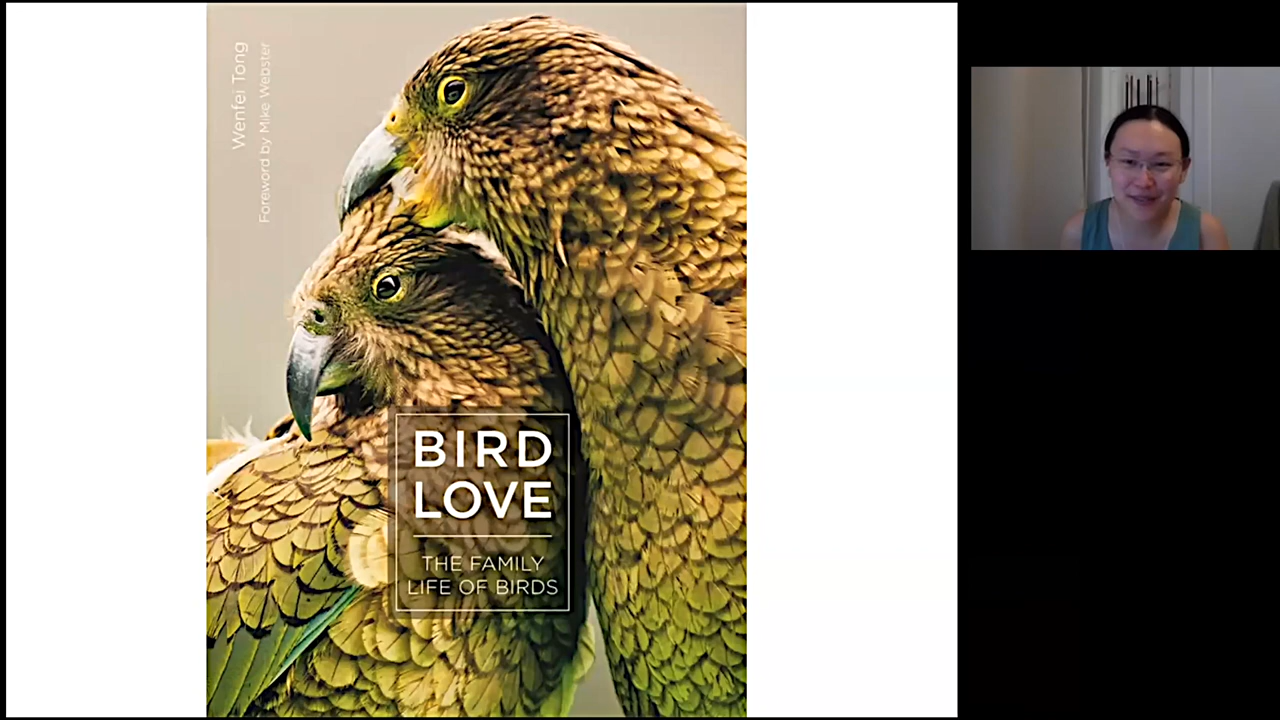 Wenfei Tong
Foreword by Mike Webster
BIRD
LOVE
THE FAMILY
LIFE OF BIRDS